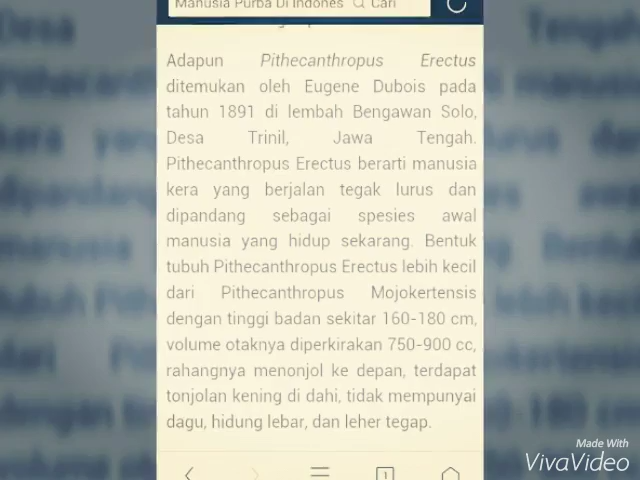 Manusia Purba Di Indones Cari
Adapun Pithecanthropus Erectus
ditemukan oleh Eugene Dubois pada
tahun 1891 di lembah Bengawan Solo,
Desa Trinil, Jawa Tengah.
Pithecanthropus Erectus berarti manusia
kera yang berjalan tegak lurus dan
dipandang sebagai spesies awal
manusia yang hidup sekarang. Bentuk
tubuh Pithecanthropus Erectus lebih kecil
dari Pithecanthropus Mojokertensis
dengan tinggi badan sekitar 160-180 cm,
volume otaknya diperkirakan 750-900 cc,
rahangnya menonjol ke depan, terdapat
tonjolan kening di dahi, tidak mempunyai
dagu, hidung lebar, dan leher tegap.
1
Made With
VivaVideo